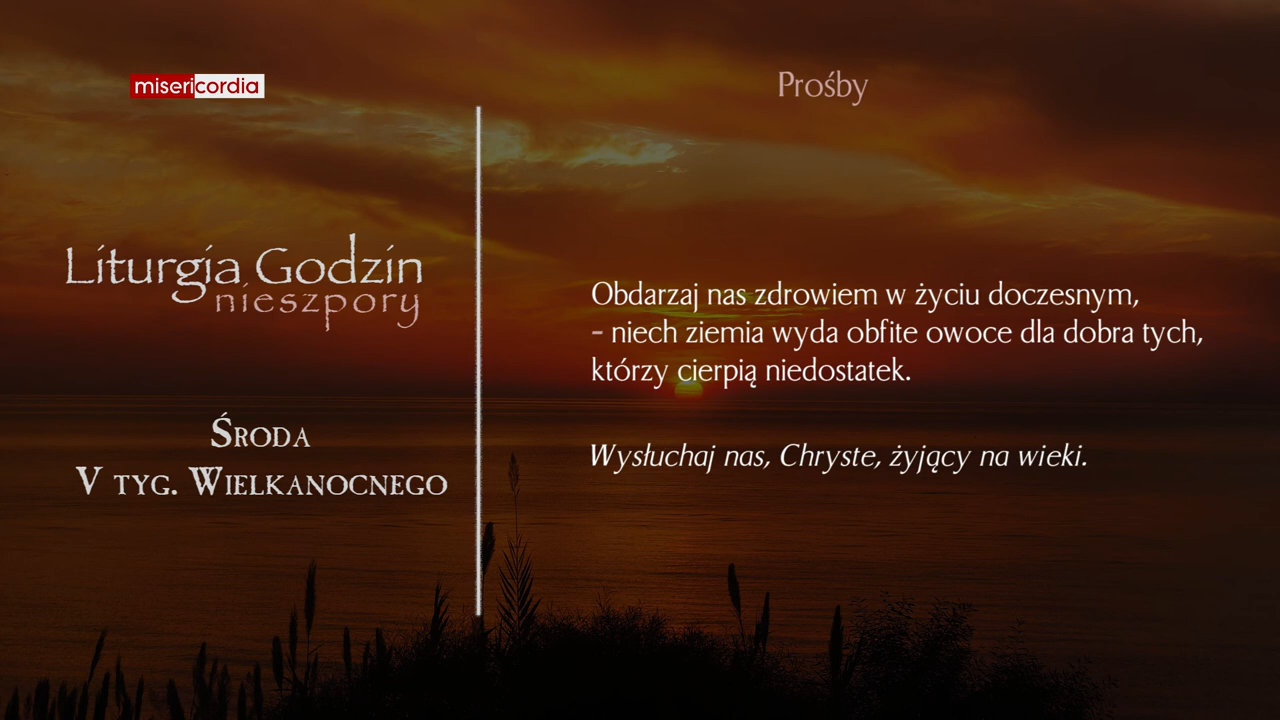 misericordia
Liturgia Godzin
nieszpory
Środa
V tyg. Wielkanocnego
Prośby
Obdarzaj nas zdrowiem w życiu doczesnym,
– niech ziemia wyda obfite owoce dla dobra tych,
którzy cierpią niedostatek.
Wysłuchaj nas, Chryste, żyjący na wieki.